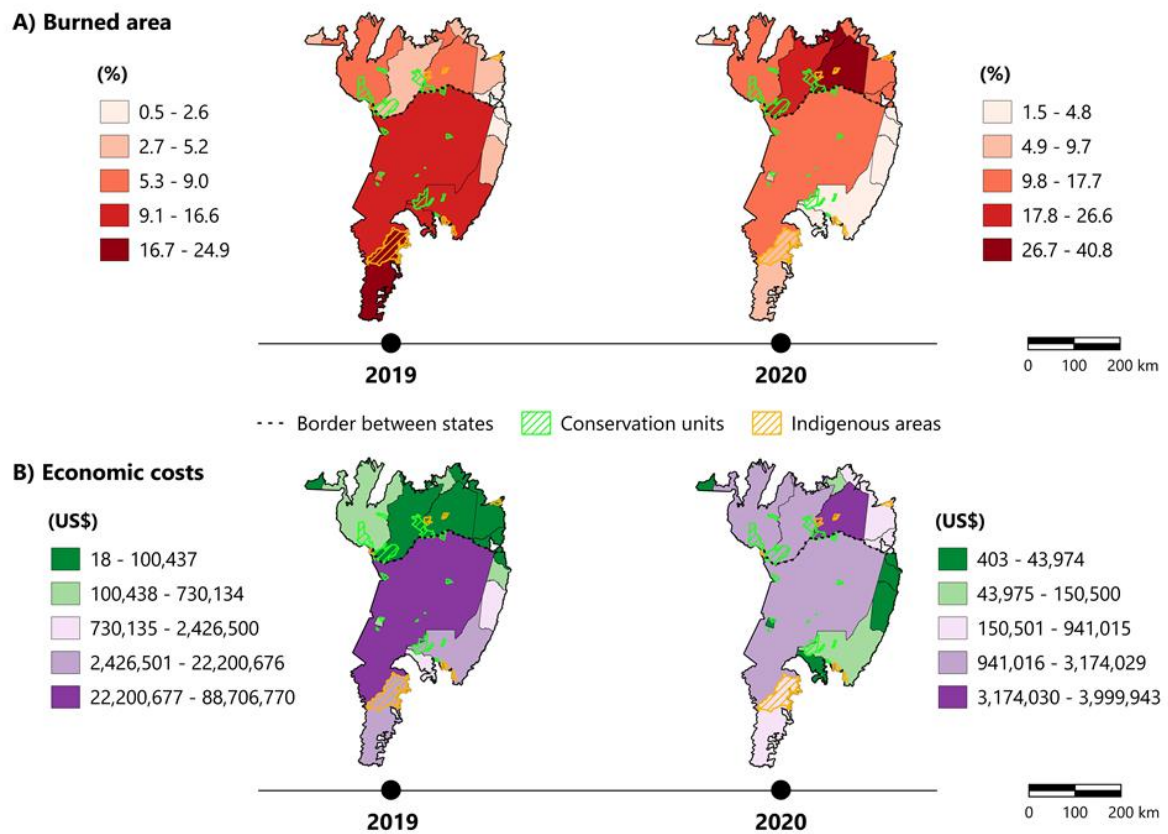 A) Burned area
(%)
0.5 - 2.6
2.7 - 5.2
5.3 - 9.0
9.1 - 16.6
16.7 - 24.9
(%)
1.5 - 4.8
4.9 - 9.7
9.8 - 17.7
17.8 - 26.6
26.7 - 40.8
2019
2020
0 100 200 km
Border between states
Conservation units
Indigenous areas
B) Economic costs
(US$)
18 - 100,437
100,438 - 730,134
730,135 - 2,426,500
2,426,501 - 22,200,676
22,200,677 - 88,706,770
(US$)
403 - 43,974
43,975 - 150,500
150,501 - 941,015
941,016 - 3,174,029
3,174,030 - 3,999,943
2019
2020
0 100 200 km